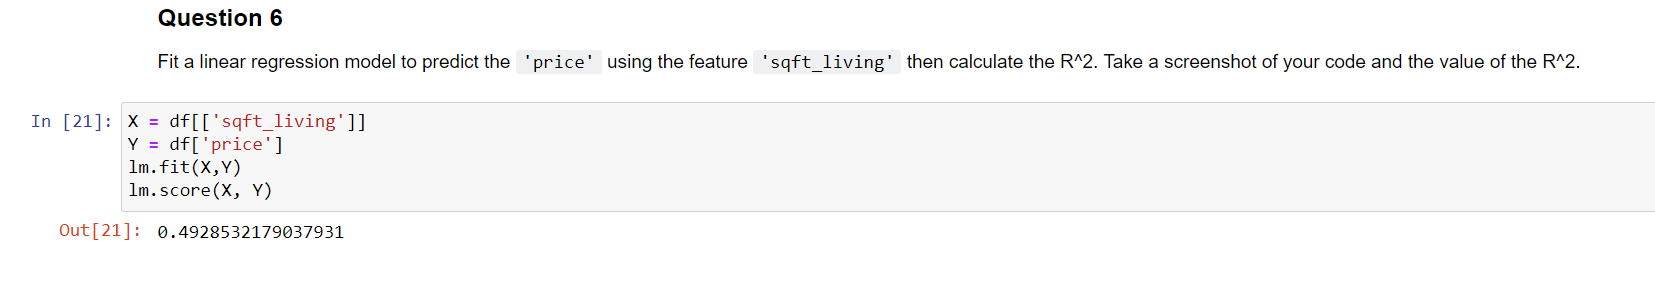 Question 6
Fit a linear regression model to predict the 'price' using the feature 'sqft_living' then calculate the R^2. Take a screenshot of your code and the value of the R^2.
In [21]: X = df[['sqft_living']]
Y = df['price']
lm.fit(X,Y)
lm.score(X, Y)
Out[21]: 0.4928532179037931